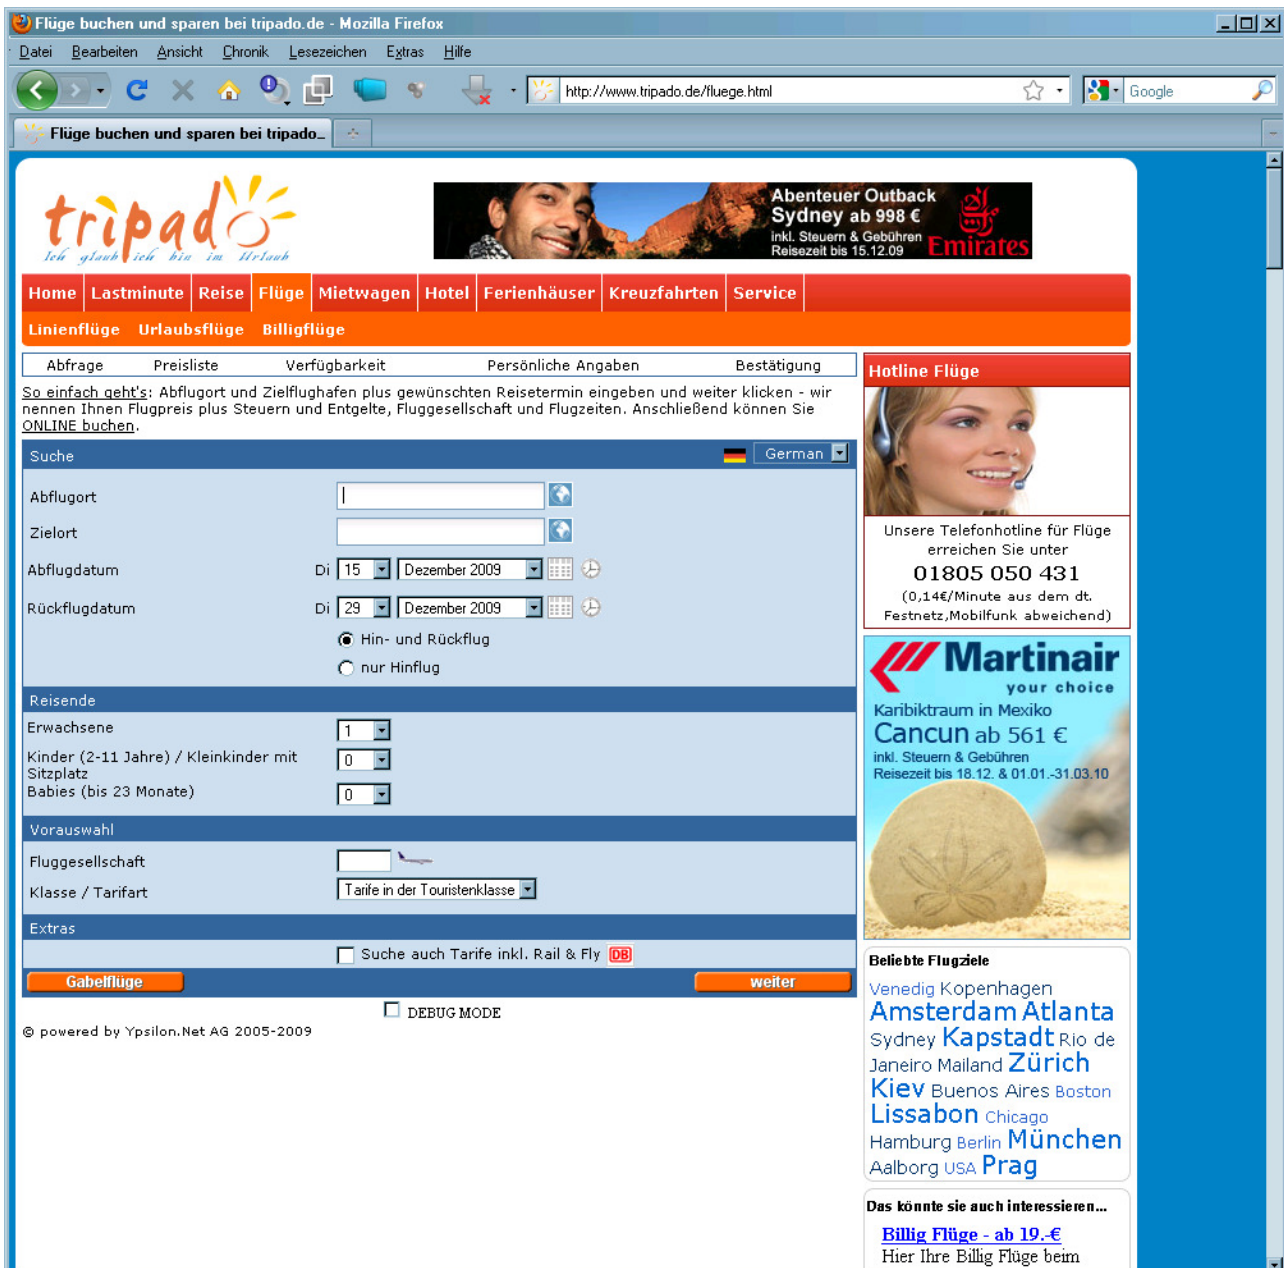 Flüge buchen und sparen bei tripado.de - Mozilla Firefox
Datei Bearbeiten Ansicht Chronik Lesezeichen Extras Hilfe
http://www.tripado.de/fluege.html
Google
Flüge buchen und sparen bei tripado...
tripado
Ich glaub ich bin im Urlaub
Abenteuer Outback
Sydney ab 998 €
inkl. Steuern & Gebühren
Reisezeit bis 15.12.09
Emirates
Home Lastminute Reise Flüge Mietwagen Hotel Ferienhäuser Kreuzfahrten Service
Linienflüge Urlaubsflüge Billigflüge
Abfrage Preisliste Verfügbarkeit Persönliche Angaben Bestätigung
So einfach geht's: Abflugort und Zielflughafen plus gewünschten Reisetermin eingeben und weiter klicken - wir
nennen Ihnen Flugpreis plus Steuern und Entgelte, Fluggesellschaft und Flugzeiten. Anschließend können Sie
ONLINE buchen.
Suche German
Abflugort
Zielort
Abflugdatum Di 15 Dezember 2009
Rückflugdatum Di 29 Dezember 2009
Hin- und Rückflug
nur Hinflug
Reisende
Erwachsene 1
Kinder (2-11 Jahre) / Kleinkinder mit
Sitzplatz 0
Babies (bis 23 Monate) 0
Vorauswahl
Fluggesellschaft
Klasse / Tarifart Tarife in der Touristenklasse
Extras
Suche auch Tarife inkl. Rail & Fly DB
Gabelflüge weiter
DEBUG MODE
© powered by Ypsilon.Net AG 2005-2009
Hotline Flüge
Unsere Telefonhotline für Flüge
erreichen Sie unter
01805 050 431
(0,14€/Minute aus dem dt.
Festnetz,Mobilfunk abweichend)
Martinair
your choice
Karibiktraum in Mexiko
Cancun ab 561 €
inkl. Steuern & Gebühren
Reisezeit bis 18.12. & 01.01.-31.03.10
Beliebte Flugziele
Venedig Kopenhagen
Amsterdam Atlanta
Sydney Kapstadt Rio de
Janeiro Mailand Zürich
Kiev Buenos Aires Boston
Lissabon Chicago
Hamburg Berlin München
Aalborg USA Prag
Das könnte sie auch interessieren...
Billig Flüge - ab 19.-€
Hier Ihre Billig Flüge beim